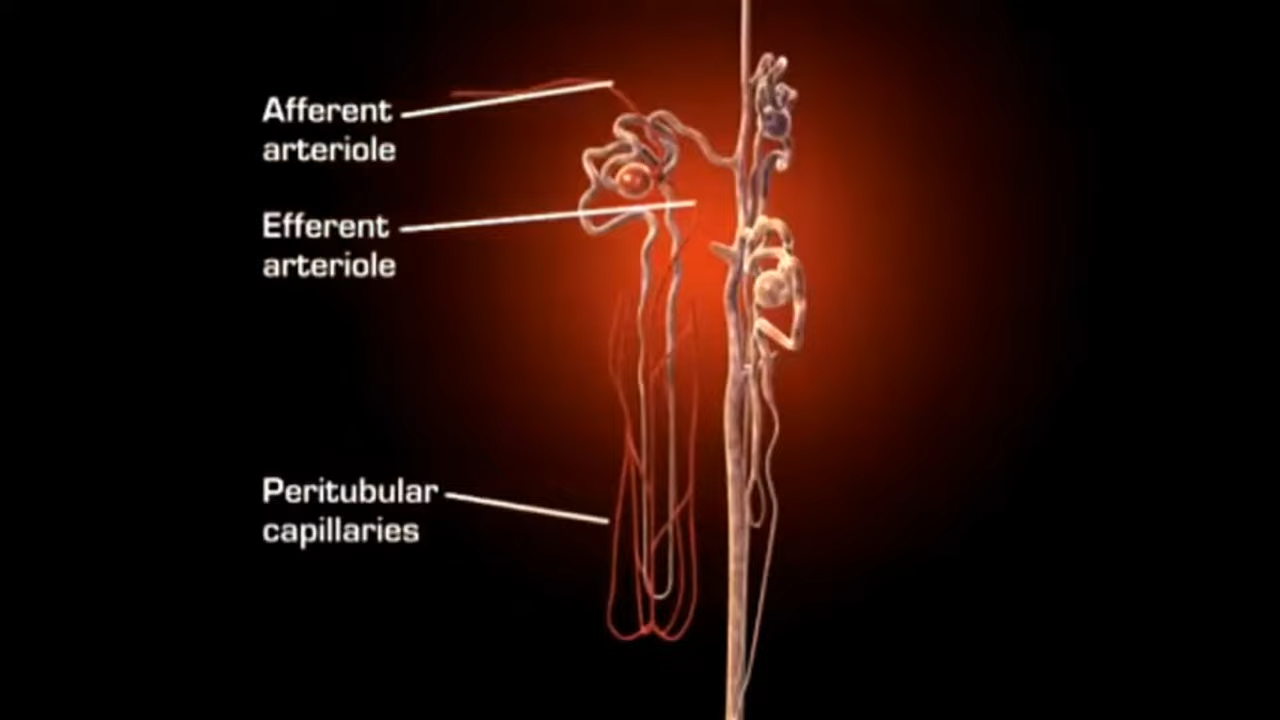 Afferent
arteriole
Efferent
arteriole
Peritubular
capillaries